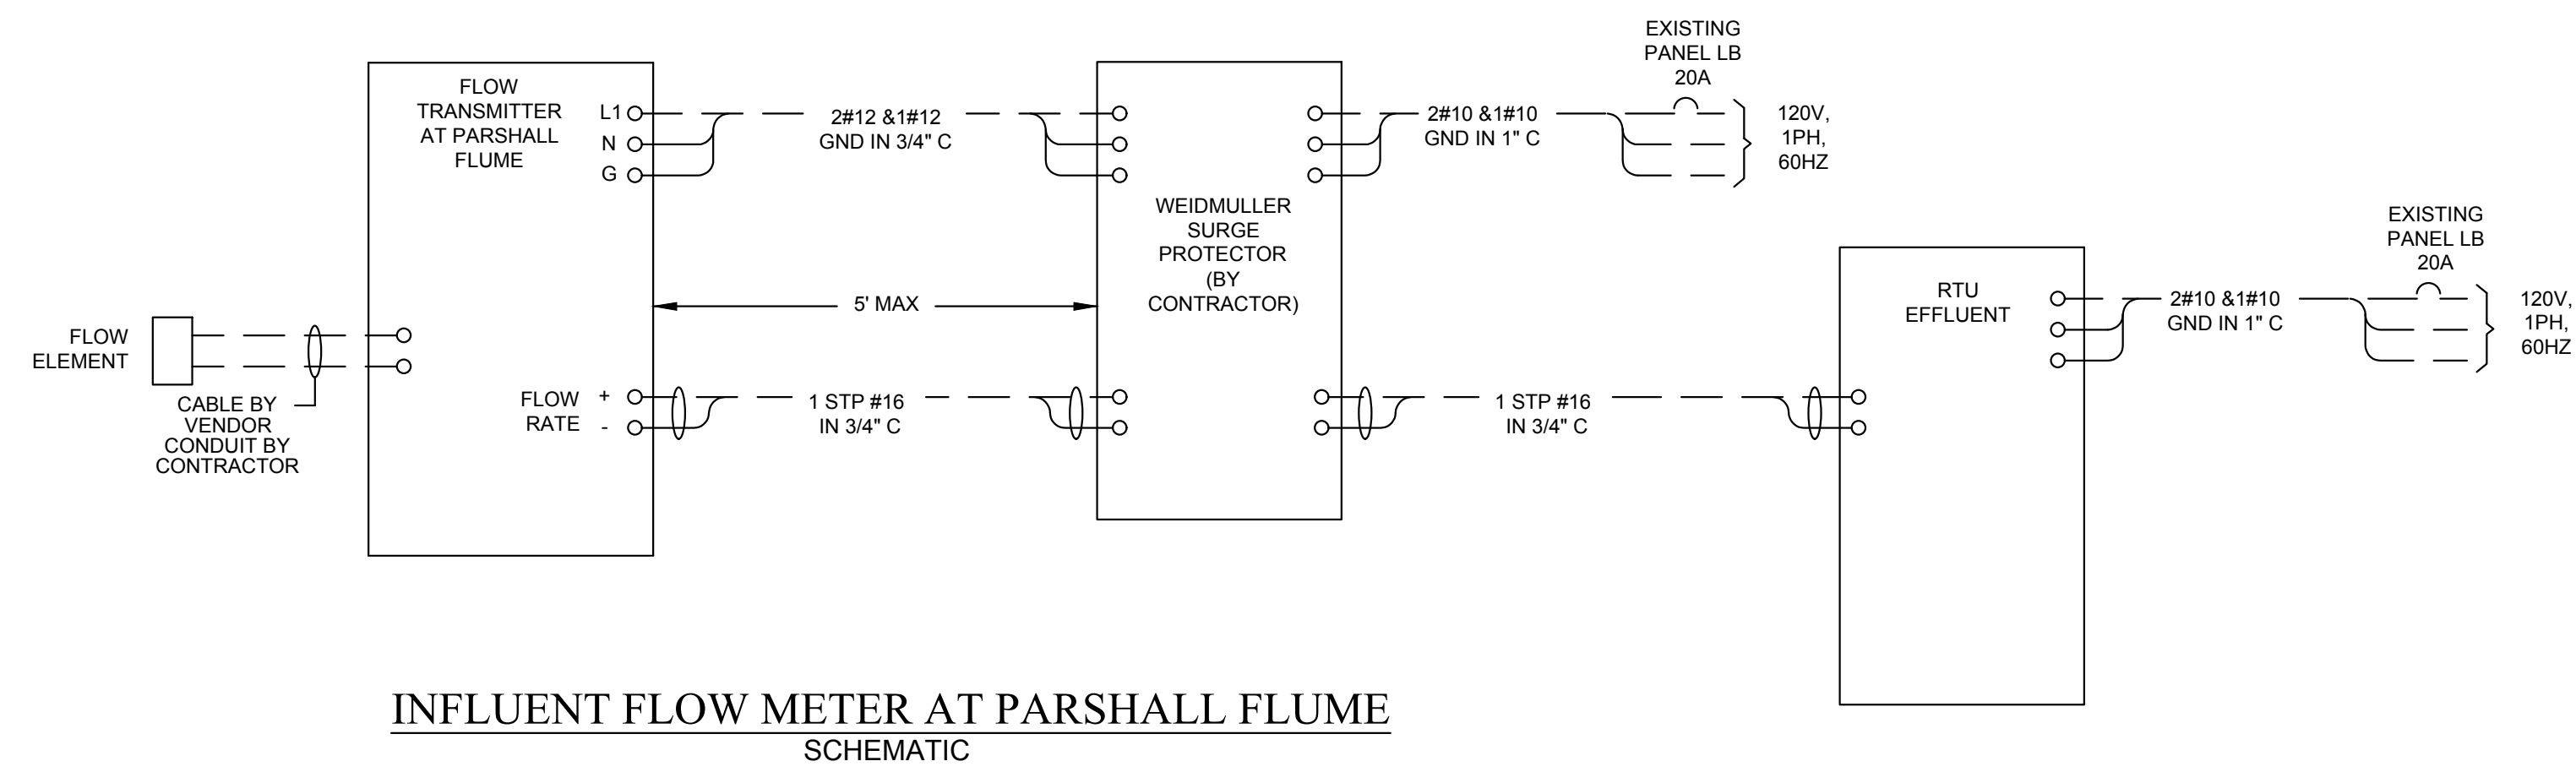 EXISTING
PANEL LB
20A
FLOW
TRANSMITTER
AT PARSHALL
FLUME
L1
N
G
2#12 &1#12
GND IN 3/4" C
2#10 &1#10
GND IN 1" C
120V,
1PH,
60HZ
WEIDMULLER
SURGE
PROTECTOR
(BY
CONTRACTOR)
5' MAX
EXISTING
PANEL LB
20A
RTU
EFFLUENT
2#10 &1#10
GND IN 1" C
120V,
1PH,
60HZ
FLOW
ELEMENT
CABLE BY
VENDOR
CONDUIT BY
CONTRACTOR
FLOW +
RATE -
1 STP #16
IN 3/4" C
1 STP #16
IN 3/4" C
INFLUENT FLOW METER AT PARSHALL FLUME
SCHEMATIC